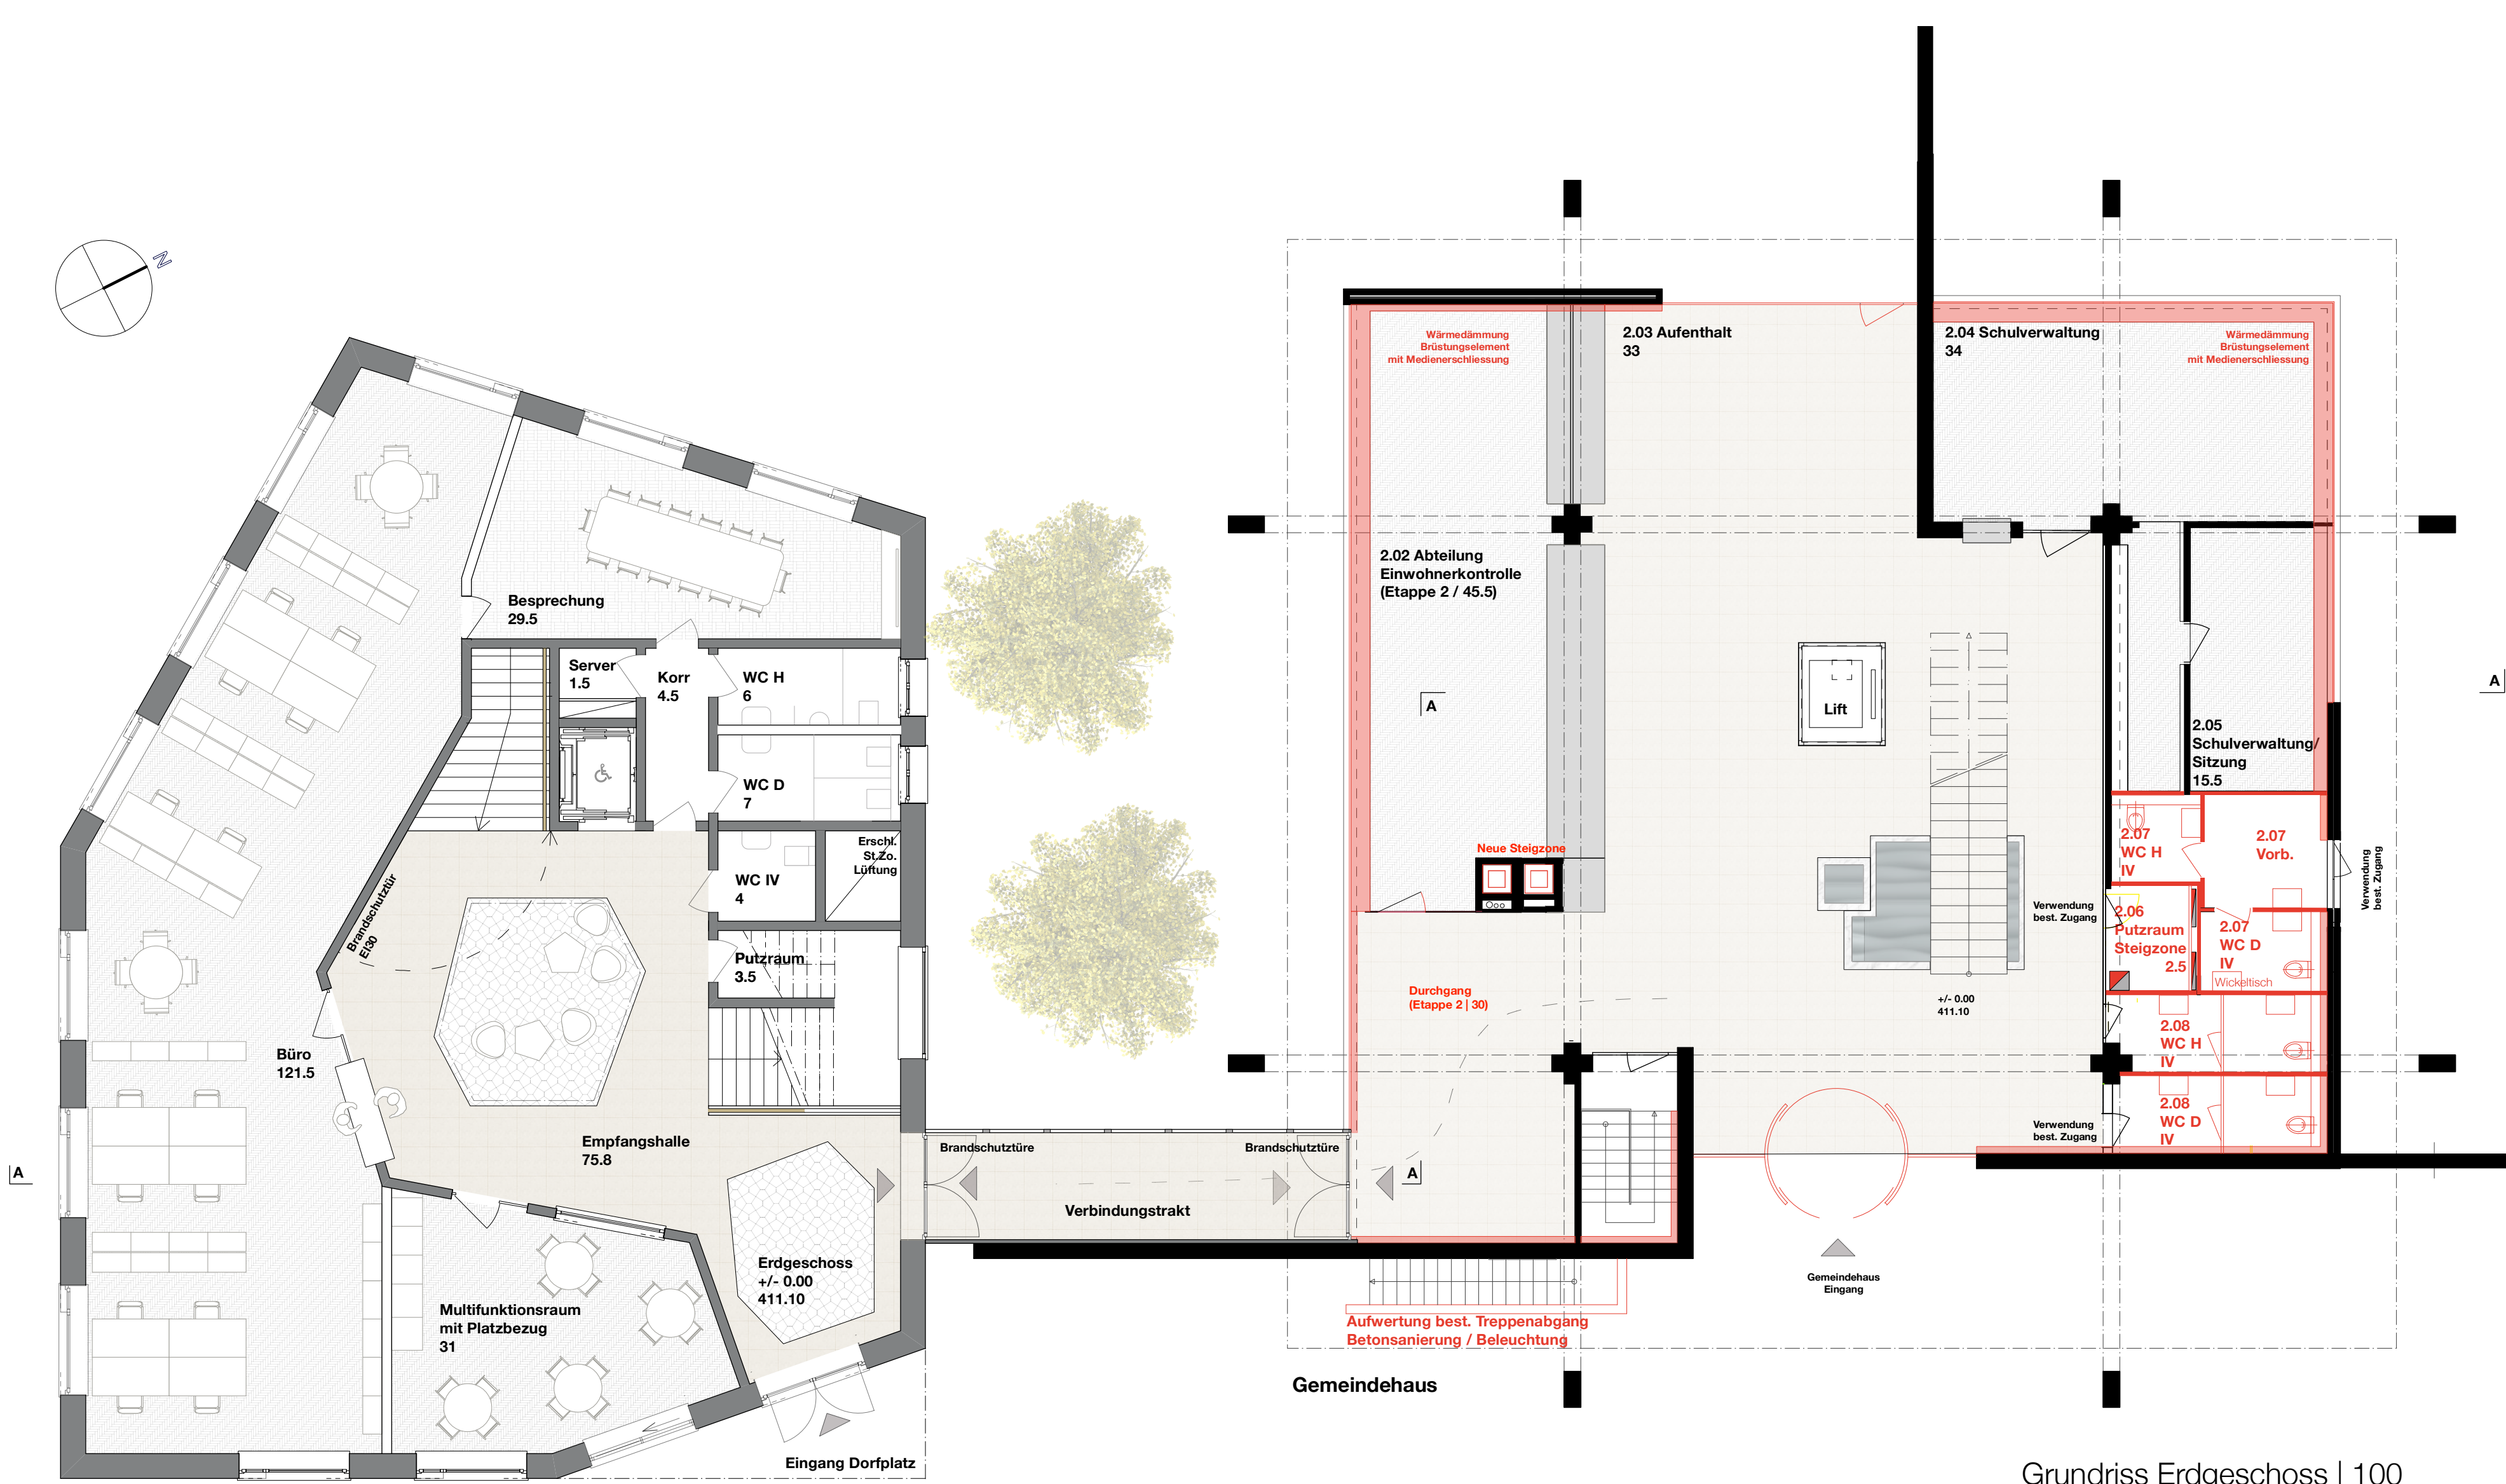 N
Besprechung
29.5
Server
1.5
Korr
4.5
WC H
6
WC D
7
WC IV
4
Erschl.
St.Zo.
Lüftung
Putzraum
3.5
Brandschutztür
EI30
Büro
121.5
Empfangshalle
75.8
Erdgeschoss
+/- 0.00
411.10
Multifunktionsraum
mit Platzbezug
31
Eingang Dorfplatz
A
Brandschutztüre
Brandschutztüre
Verbindungstrakt
A
Wärmedämmung
Brüstungselement
mit Medienerschliessung
2.03 Aufenthalt
33
2.04 Schulverwaltung
34
Wärmedämmung
Brüstungselement
mit Medienerschliessung
2.02 Abteilung
Einwohnerkontrolle
(Etappe 2 / 45.5)
A
Lift
A
2.05
Schulverwaltung/
Sitzung
15.5
Neue Steigzone
2.07
WC H
IV
2.07
Vorb.
Verwendung
best. Zugang
Verwendung
best. Zugang
2.06
Putzraum
Steigzone
2.5
2.07
WC D
IV
Wickeltisch
Durchgang
(Etappe 2 | 30)
+/- 0.00
411.10
2.08
WC H
IV
2.08
WC D
IV
Verwendung
best. Zugang
Gemeindehaus
Eingang
Aufwertung best. Treppenabgang
Betonsanierung / Beleuchtung
Gemeindehaus
Grundriss Erdgeschoss | 100